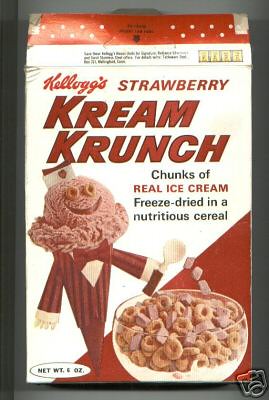 Kellogg's STRAWBERRY
KREAM
KRUNCH
Chunks of
REAL ICE CREAM
Freeze-dried in a
nutritious cereal
NET WT. 6 OZ.